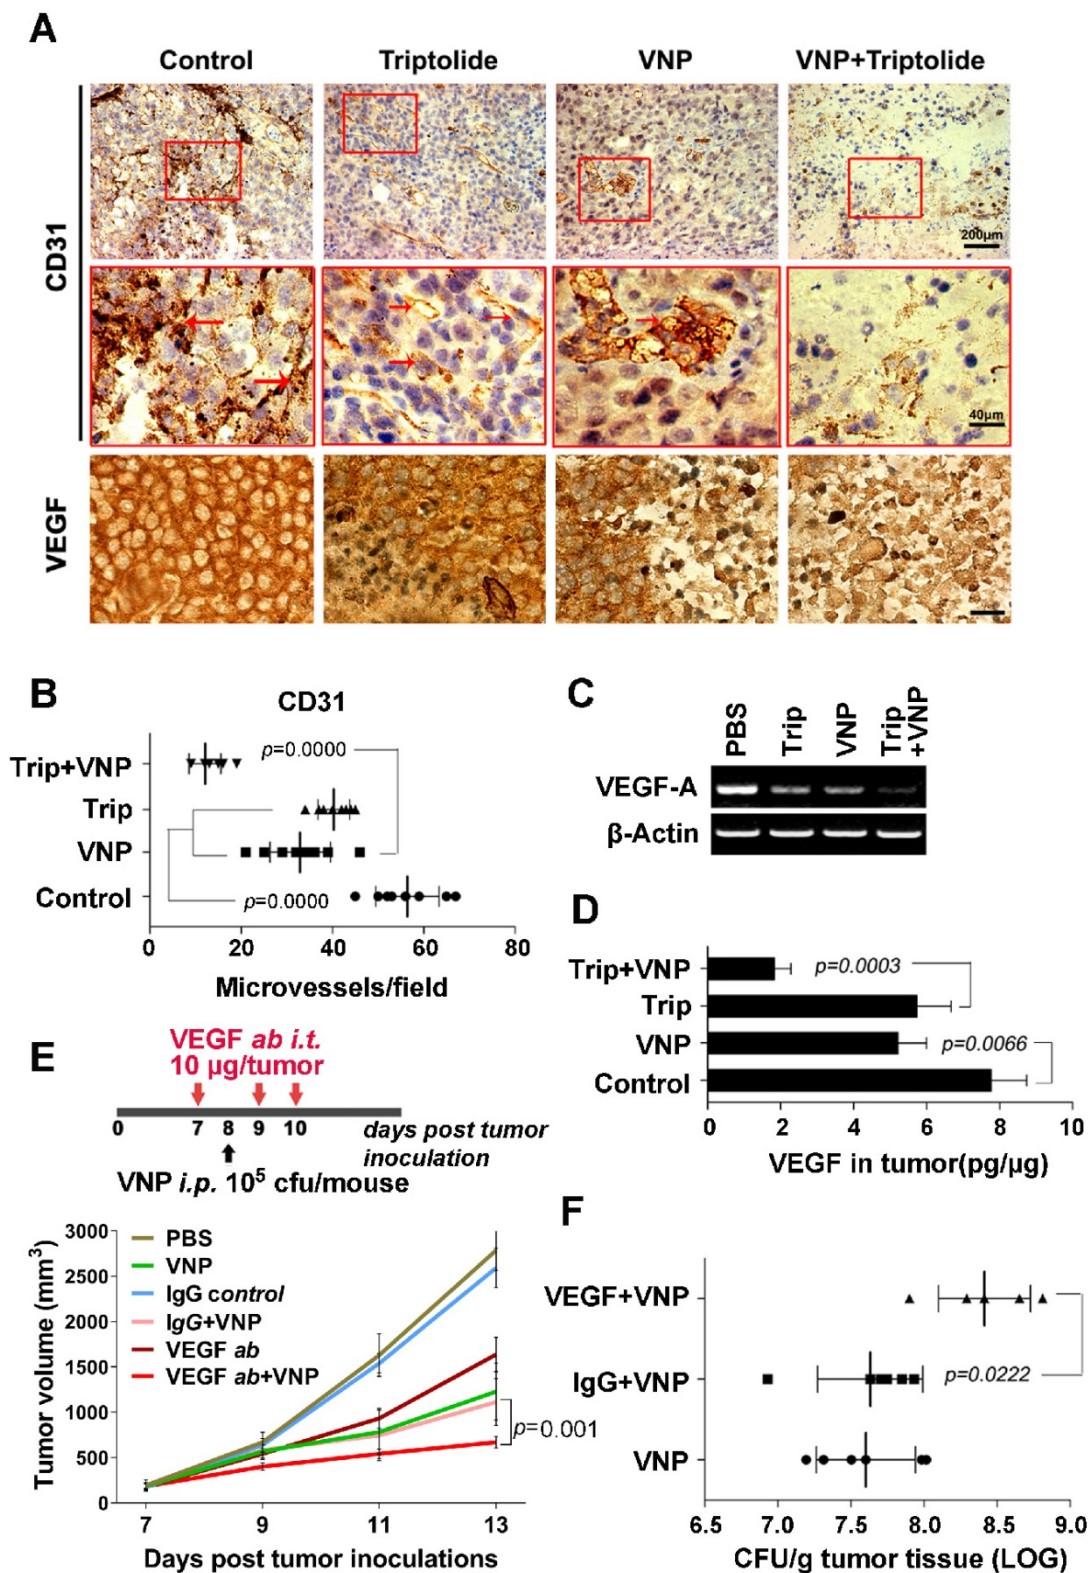 A
Control Triptolide VNP VNP+Triptolide
CD31
200μm
40μm
VEGF
B
CD31
Trip+VNP
Trip
VNP
Control
p=0.0000
p=0.0000
0 20 40 60 80
Microvessels/field
C
PBS Trip VNP Trip +VNP
VEGF-A
β-Actin
D
Trip+VNP
Trip
VNP
Control
p=0.0003
p=0.0066
0 2 4 6 8 10
VEGF in tumor(pg/μg)
E
VEGF ab i.t.
10 μg/tumor
0 7 8 9 10 days post tumor
inoculation
VNP i.p. 10⁵ cfu/mouse
Tumor volume (mm³)
3000
2500
2000
1500
1000
500
0
PBS
VNP
IgG control
IgG+VNP
VEGF ab
VEGF ab+VNP
p=0.001
7 9 11 13
Days post tumor inoculations
F
VEGF+VNP
IgG+VNP
VNP
p=0.0222
6.5 7.0 7.5 8.0 8.5 9.0
CFU/g tumor tissue (LOG)